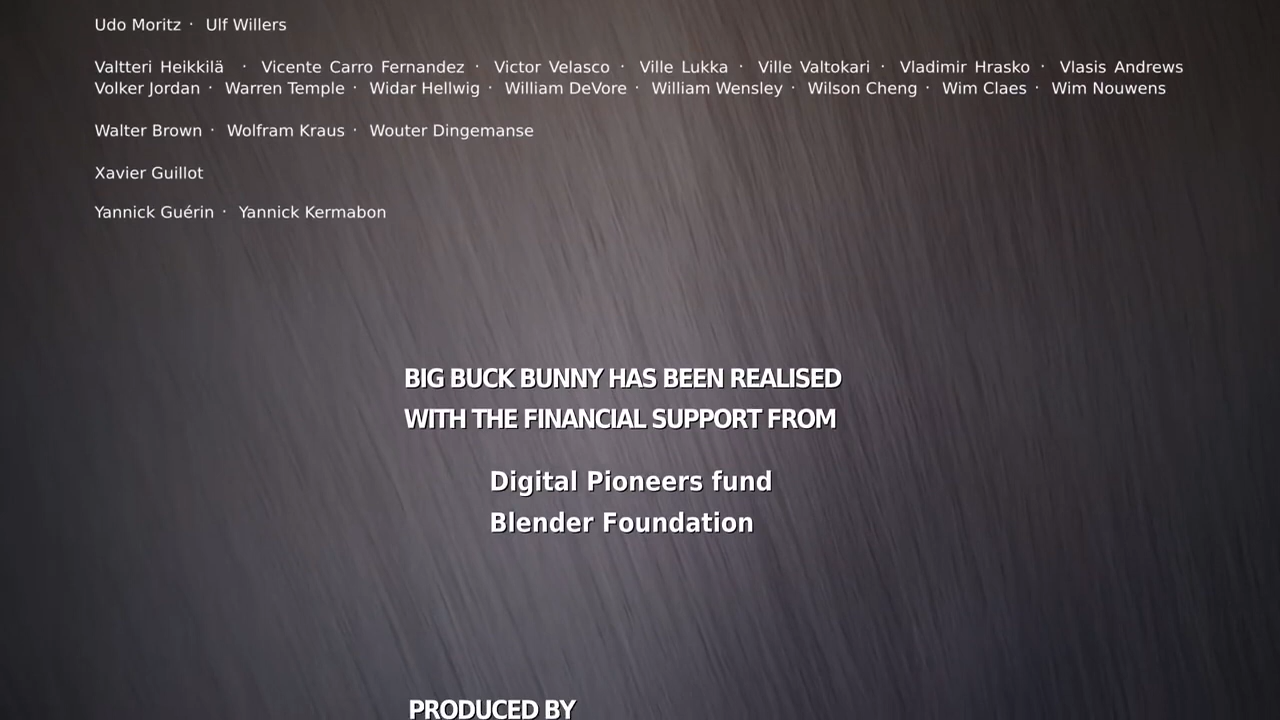 Udo Moritz · Ulf Willers
Valtteri Heikkilä · Vicente Carro Fernandez · Victor Velasco · Ville Lukka · Ville Valtokari · Vladimir Hrasko · Vlasis Andrews
Volker Jordan · Warren Temple · Widar Hellwig · William DeVore · William Wensley · Wilson Cheng · Wim Claes · Wim Nouwens
Walter Brown · Wolfram Kraus · Wouter Dingemanse
Xavier Guillot
Yannick Guérin · Yannick Kermabon
BIG BUCK BUNNY HAS BEEN REALISED
WITH THE FINANCIAL SUPPORT FROM
Digital Pioneers fund
Blender Foundation
PRODUCED BY